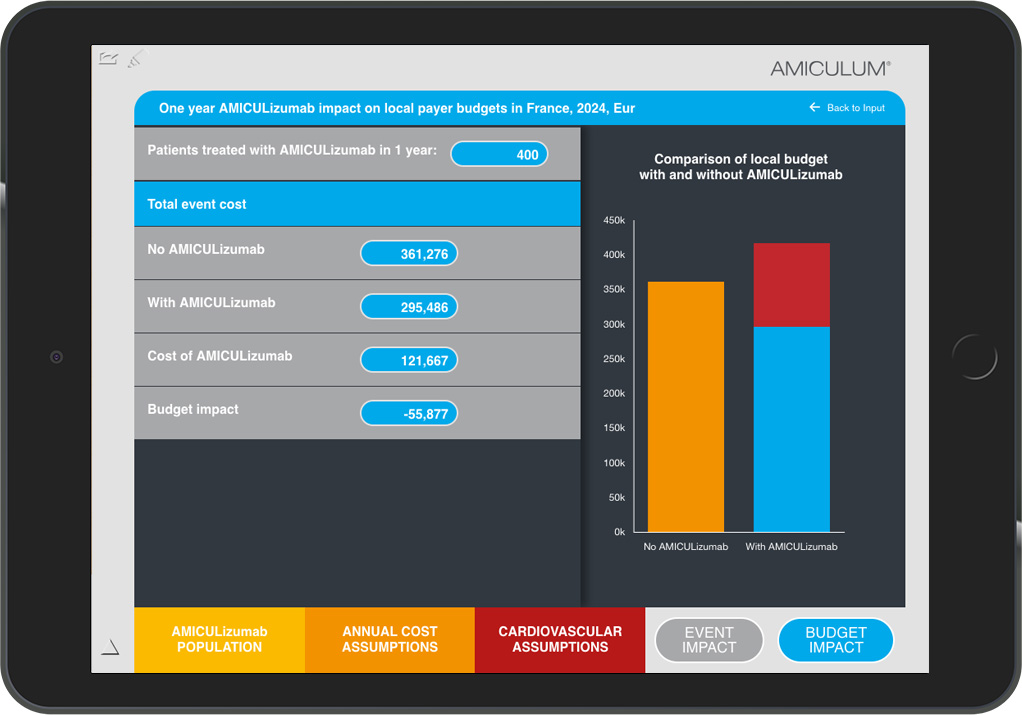 AMICULUM®
One year AMICULizumab impact on local payer budgets in France, 2024, Eur
← Back to Input
Patients treated with AMICULizumab in 1 year: 400
Total event cost
No AMICULizumab 361,276
With AMICULizumab 295,486
Cost of AMICULizumab 121,667
Budget impact -55,877
Comparison of local budget
with and without AMICULizumab
450k
400k
350k
300k
250k
200k
150k
100k
50k
0k
No AMICULizumab With AMICULizumab
AMICULizumab
POPULATION
ANNUAL COST
ASSUMPTIONS
CARDIOVASCULAR
ASSUMPTIONS
EVENT
IMPACT
BUDGET
IMPACT